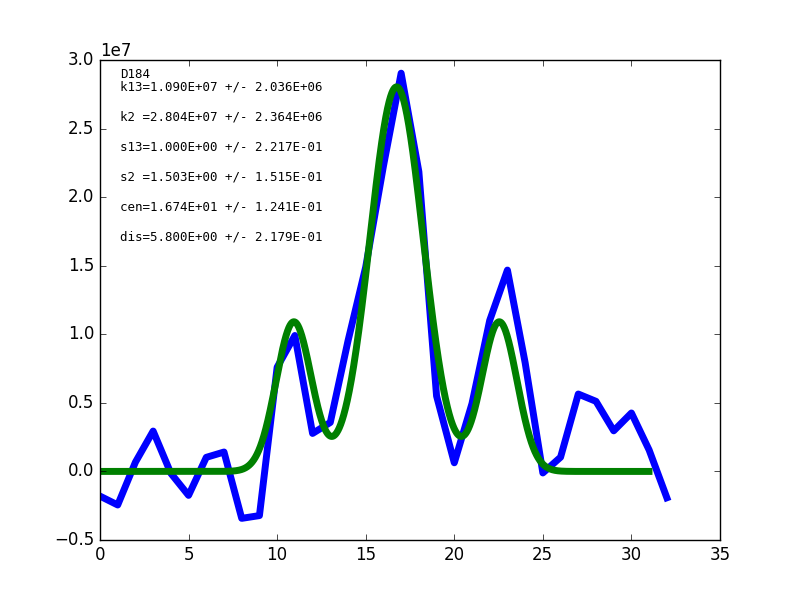 1e7
3.0
D184
k13=1.090E+07 +/- 2.036E+06
k2 =2.804E+07 +/- 2.364E+06
2.5
s13=1.000E+00 +/- 2.217E-01
s2 =1.503E+00 +/- 1.515E-01
2.0
cen=1.674E+01 +/- 1.241E-01
dis=5.800E+00 +/- 2.179E-01
1.5
1.0
0.5
0.0
−0.5
0 5 10 15 20 25 30 35